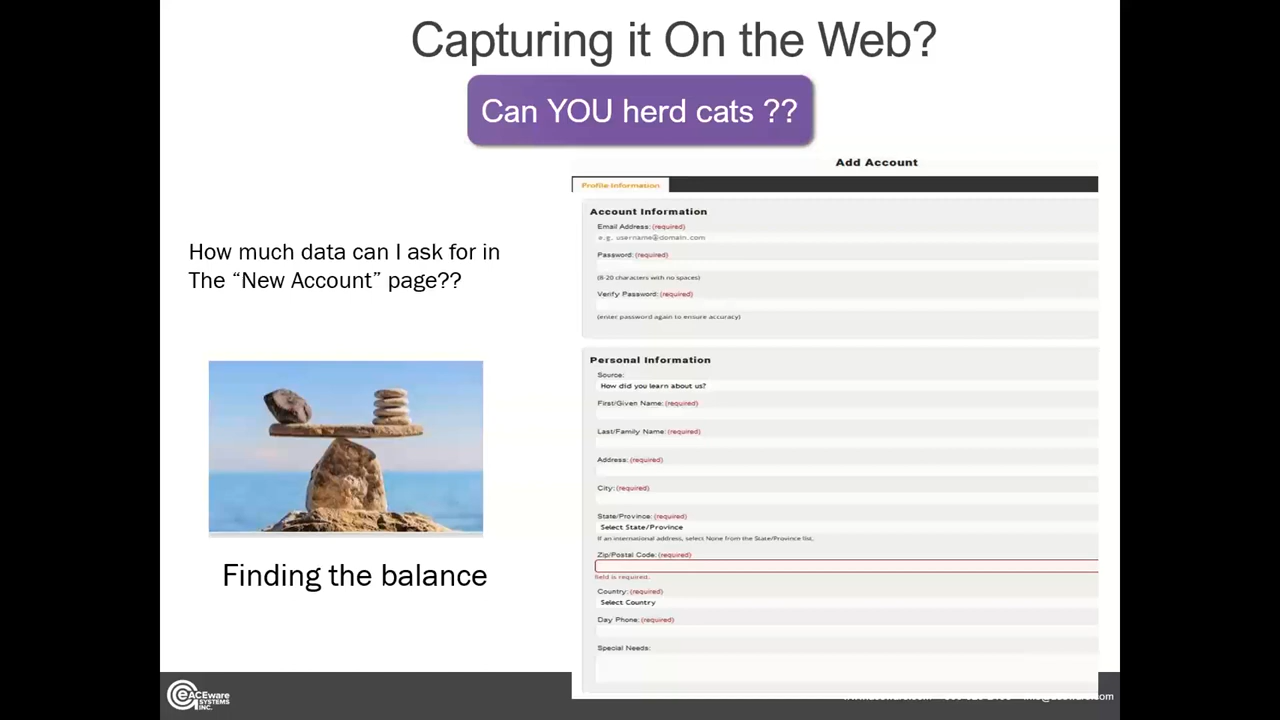 Capturing it On the Web?
Can YOU herd cats ??
How much data can I ask for in
The “New Account” page??
Finding the balance
Add Account
Profile Information
Account Information
Email Address: (required)
e.g. username@domain.com
Password: (required)
(8-20 characters with no spaces)
Verify Password: (required)
(enter password again to ensure accuracy)
Personal Information
Source:
How did you learn about us?
First/Given Name: (required)
Last/Family Name: (required)
Address: (required)
City: (required)
State/Province: (required)
Select State/Province
If an international address, select None from the State/Province list.
Zip/Postal Code: (required)
Field is required.
Country: (required)
Select Country
Day Phone: (required)
Special Needs:
ACEware
SYSTEMS
INC.